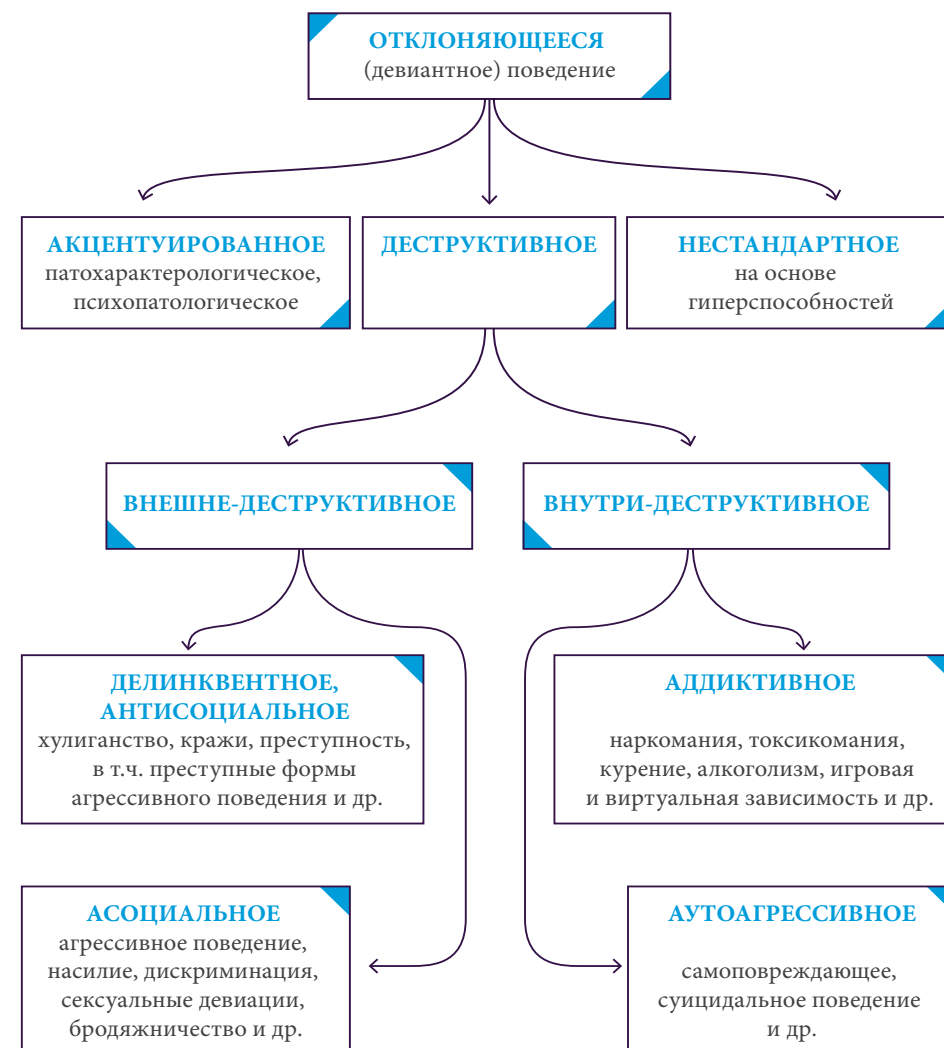 ОТКЛОНЯЮЩЕЕСЯ
(девиантное) поведение
АКЦЕНТУИРОВАННОЕ
патохарактерологическое,
психопатологическое
ДЕСТРУКТИВНОЕ
НЕСТАНДАРТНОЕ
на основе
гиперспособностей
ВНЕШНЕ-ДЕСТРУКТИВНОЕ
ВНУТРИ-ДЕСТРУКТИВНОЕ
ДЕЛИНКВЕНТНОЕ,
АНТИСОЦИАЛЬНОЕ
хулиганство, кражи, преступность,
в т.ч. преступные формы
агрессивного поведения и др.
АДДИКТИВНОЕ
наркомания, токсикомания,
курение, алкоголизм, игровая
и виртуальная зависимость и др.
АСОЦИАЛЬНОЕ
агрессивное поведение,
насилие, дискриминация,
сексуальные девиации,
бродяжничество и др.
АУТОАГРЕССИВНОЕ
самоповреждающее,
суицидальное поведение
и др.